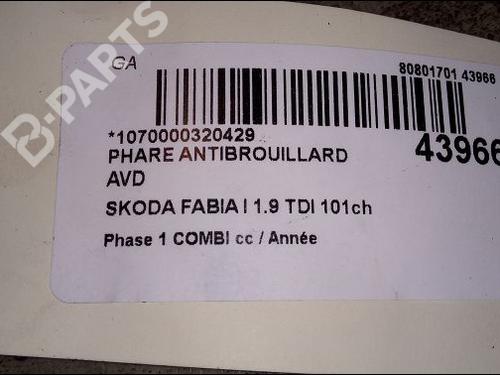 B-PARTS
GA
80801701 43966
*1070000320429
43966
PHARE ANTIBROUILLARD
AVD
SKODA FABIA I 1.9 TDI 101ch
Phase 1 COMBI cc / Année